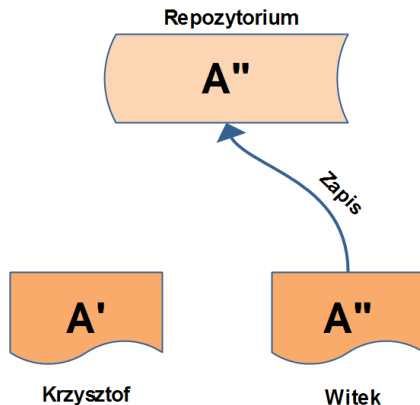 Repozytorium
A"
Zapis
A'
A"
Krzysztof
Witek